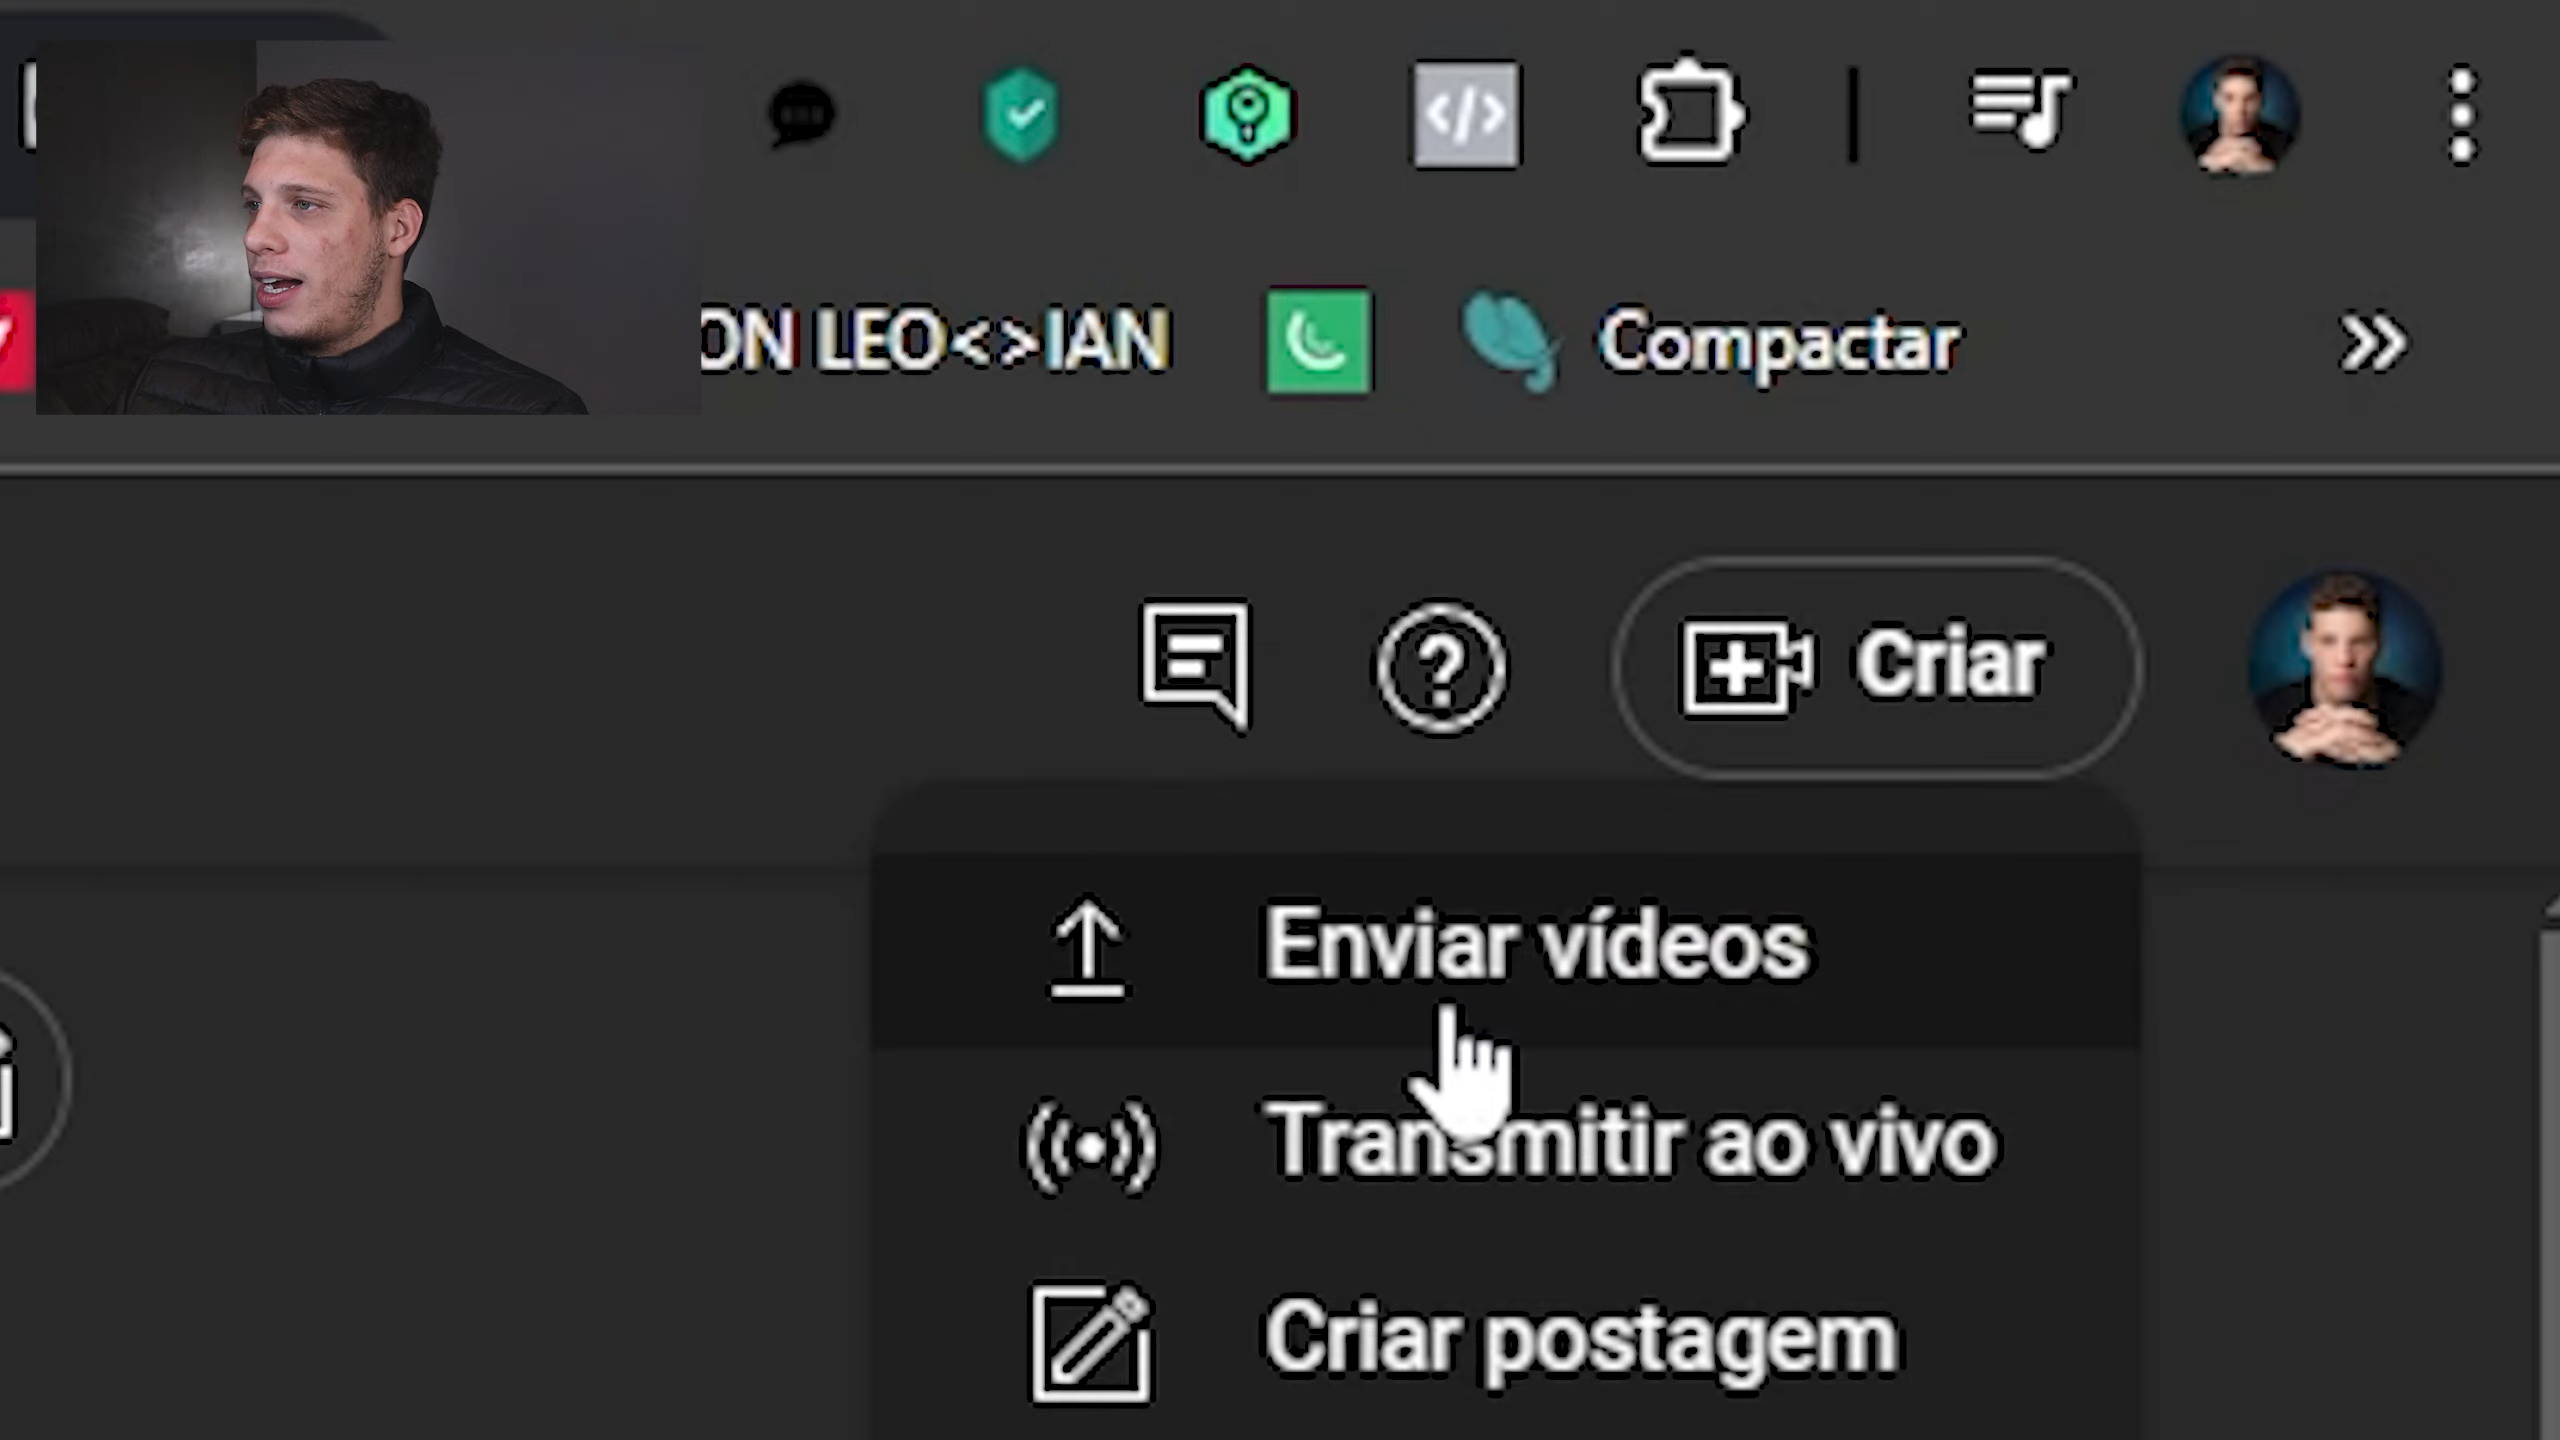 </>
ON LEO<>IAN
Compactar
Criar
Enviar vídeos
Transmitir ao vivo
Criar postagem